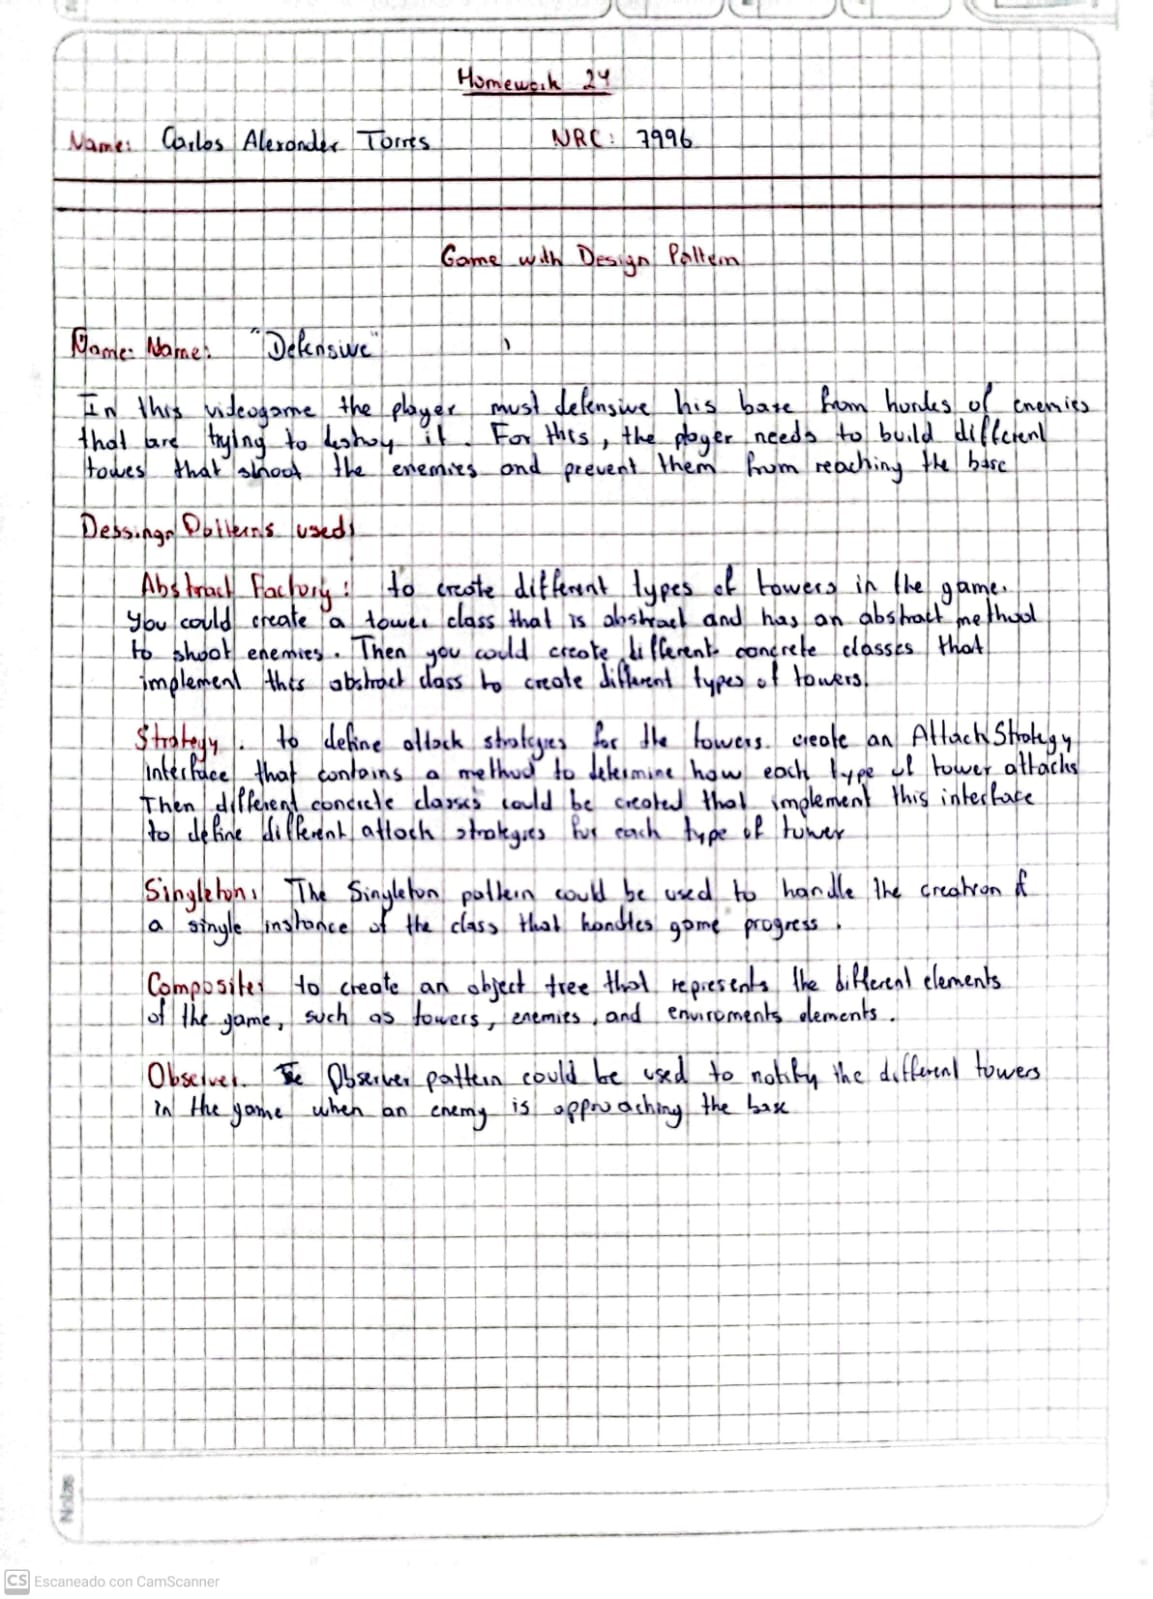 Homework 24
Name: Carlos Alexander Torres NRC: 7996
Game with Design Pattern
Name: Name: "Defensive"
In this videogame the player must defensive his base from hordes of enemies
that are trying to destroy it. For this, the player needs to build different
towes that shoot the enemies and prevent them from reaching the base
Dessings Patterns used:
Abstract Factory: to create different types of towers in the game.
You could create a tower class that is abstract and has an abstract method
to shoot enemies. Then you could create different concrete classes that
implement this abstract class to create different types of towers.
Strategy. to define attack strategies for the towers. create an AttackStrategy
interface that contains a method to determine how each type of tower attacks
Then different concrete classes could be created that implement this interface
to define different attack strategies for each type of tower
Singleton: The Singleton pattern could be used to handle the creation of
a single instance of the class that handles game progress.
Composite: to create an object tree that represents the different elements
of the game, such as towers, enemies, and enviroments elements.
Observer. The Observer pattern could be used to notify the different towers
in the game when an enemy is approaching the base
Notas
CS Escaneado con CamScanner